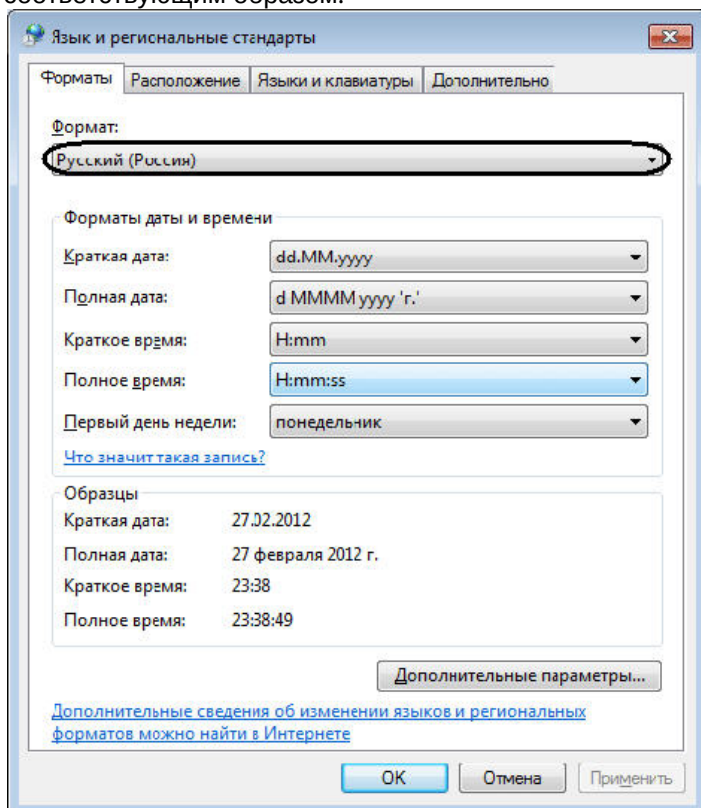 соответствующим образом.
Язык и региональные стандарты
Форматы Расположение Языки и клавиатуры Дополнительно
Формат:
Русский (Россия)
Форматы даты и времени
Краткая дата: dd.MM.yyyy
Полная дата: d MMMM yyyy 'г.'
Краткое время: H:mm
Полное время: H:mm:ss
Первый день недели: понедельник
Что значит такая запись?
Образцы
Краткая дата: 27.02.2012
Полная дата: 27 февраля 2012 г.
Краткое время: 23:38
Полное время: 23:38:49
Дополнительные параметры...
Дополнительные сведения об изменении языков и региональных
форматов можно найти в Интернете
ОК Отмена Применить